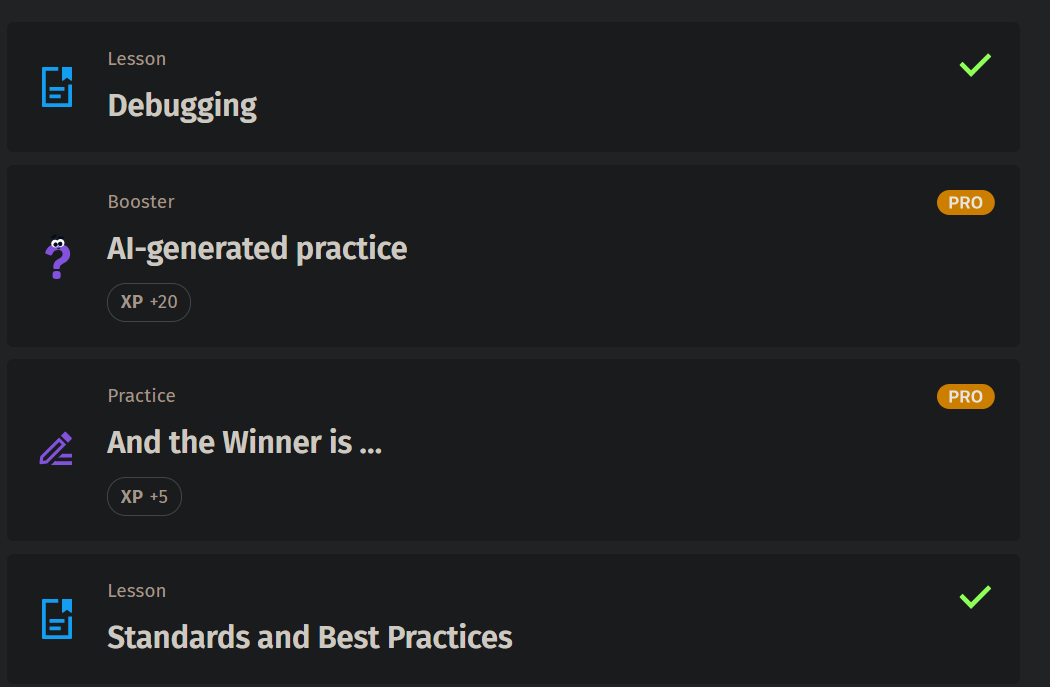 Lesson
Debugging
Booster
PRO
AI-generated practice
XP +20
Practice
PRO
And the Winner is ...
XP +5
Lesson
Standards and Best Practices